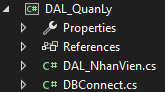 DAL_QuanLy
Properties
References
DAL_NhanVien.cs
DBConnect.cs